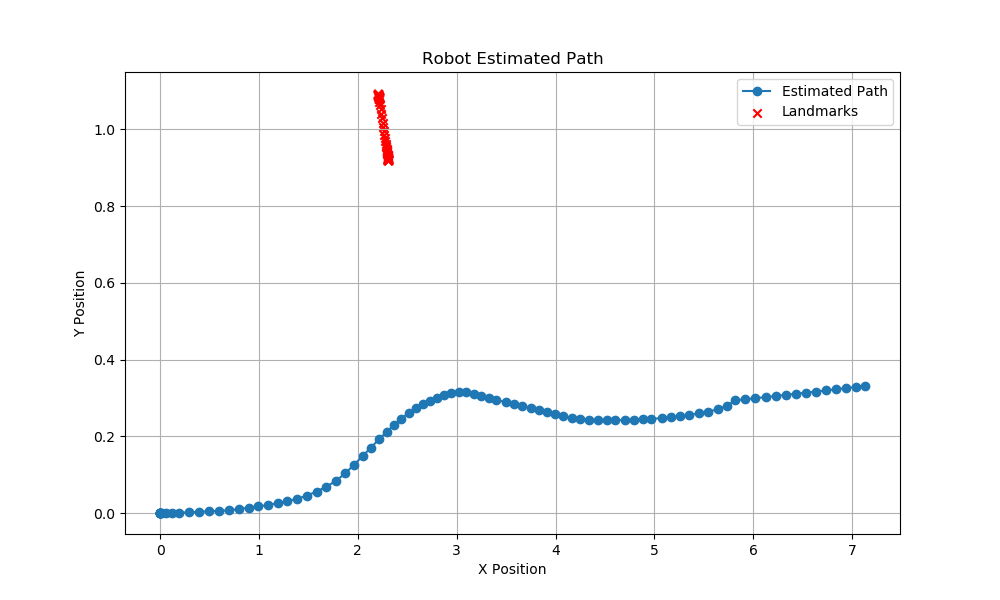 Robot Estimated Path
Estimated Path
Landmarks
Y Position
1.0
0.8
0.6
0.4
0.2
0.0
0 1 2 3 4 5 6 7
X Position